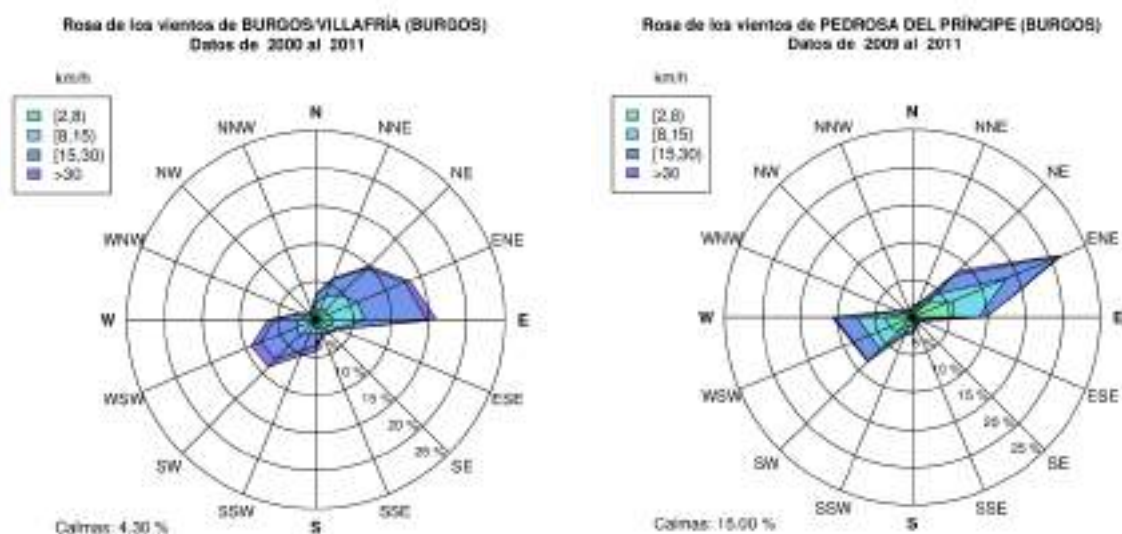 Rosa de los vientos de BURGOS/VILLAFRÍA (BURGOS)
Datos de 2000 al 2011
km/h
[2,8)
[8,15)
[15,30)
>30
N
NNE
NE
ENE
E
ESE
SE
SSE
S
SSW
SW
WSW
W
WNW
NW
NNW
5 %
10 %
15 %
20 %
25 %
Calmas: 4.30 %
Rosa de los vientos de PEDROSA DEL PRÍNCIPE (BURGOS)
Datos de 2009 al 2011
km/h
[2,8)
[8,15)
[15,30)
>30
N
NNE
NE
ENE
E
ESE
SE
SSE
S
SSW
SW
WSW
W
WNW
NW
NNW
5 %
10 %
15 %
20 %
25 %
Calmas: 15.00 %